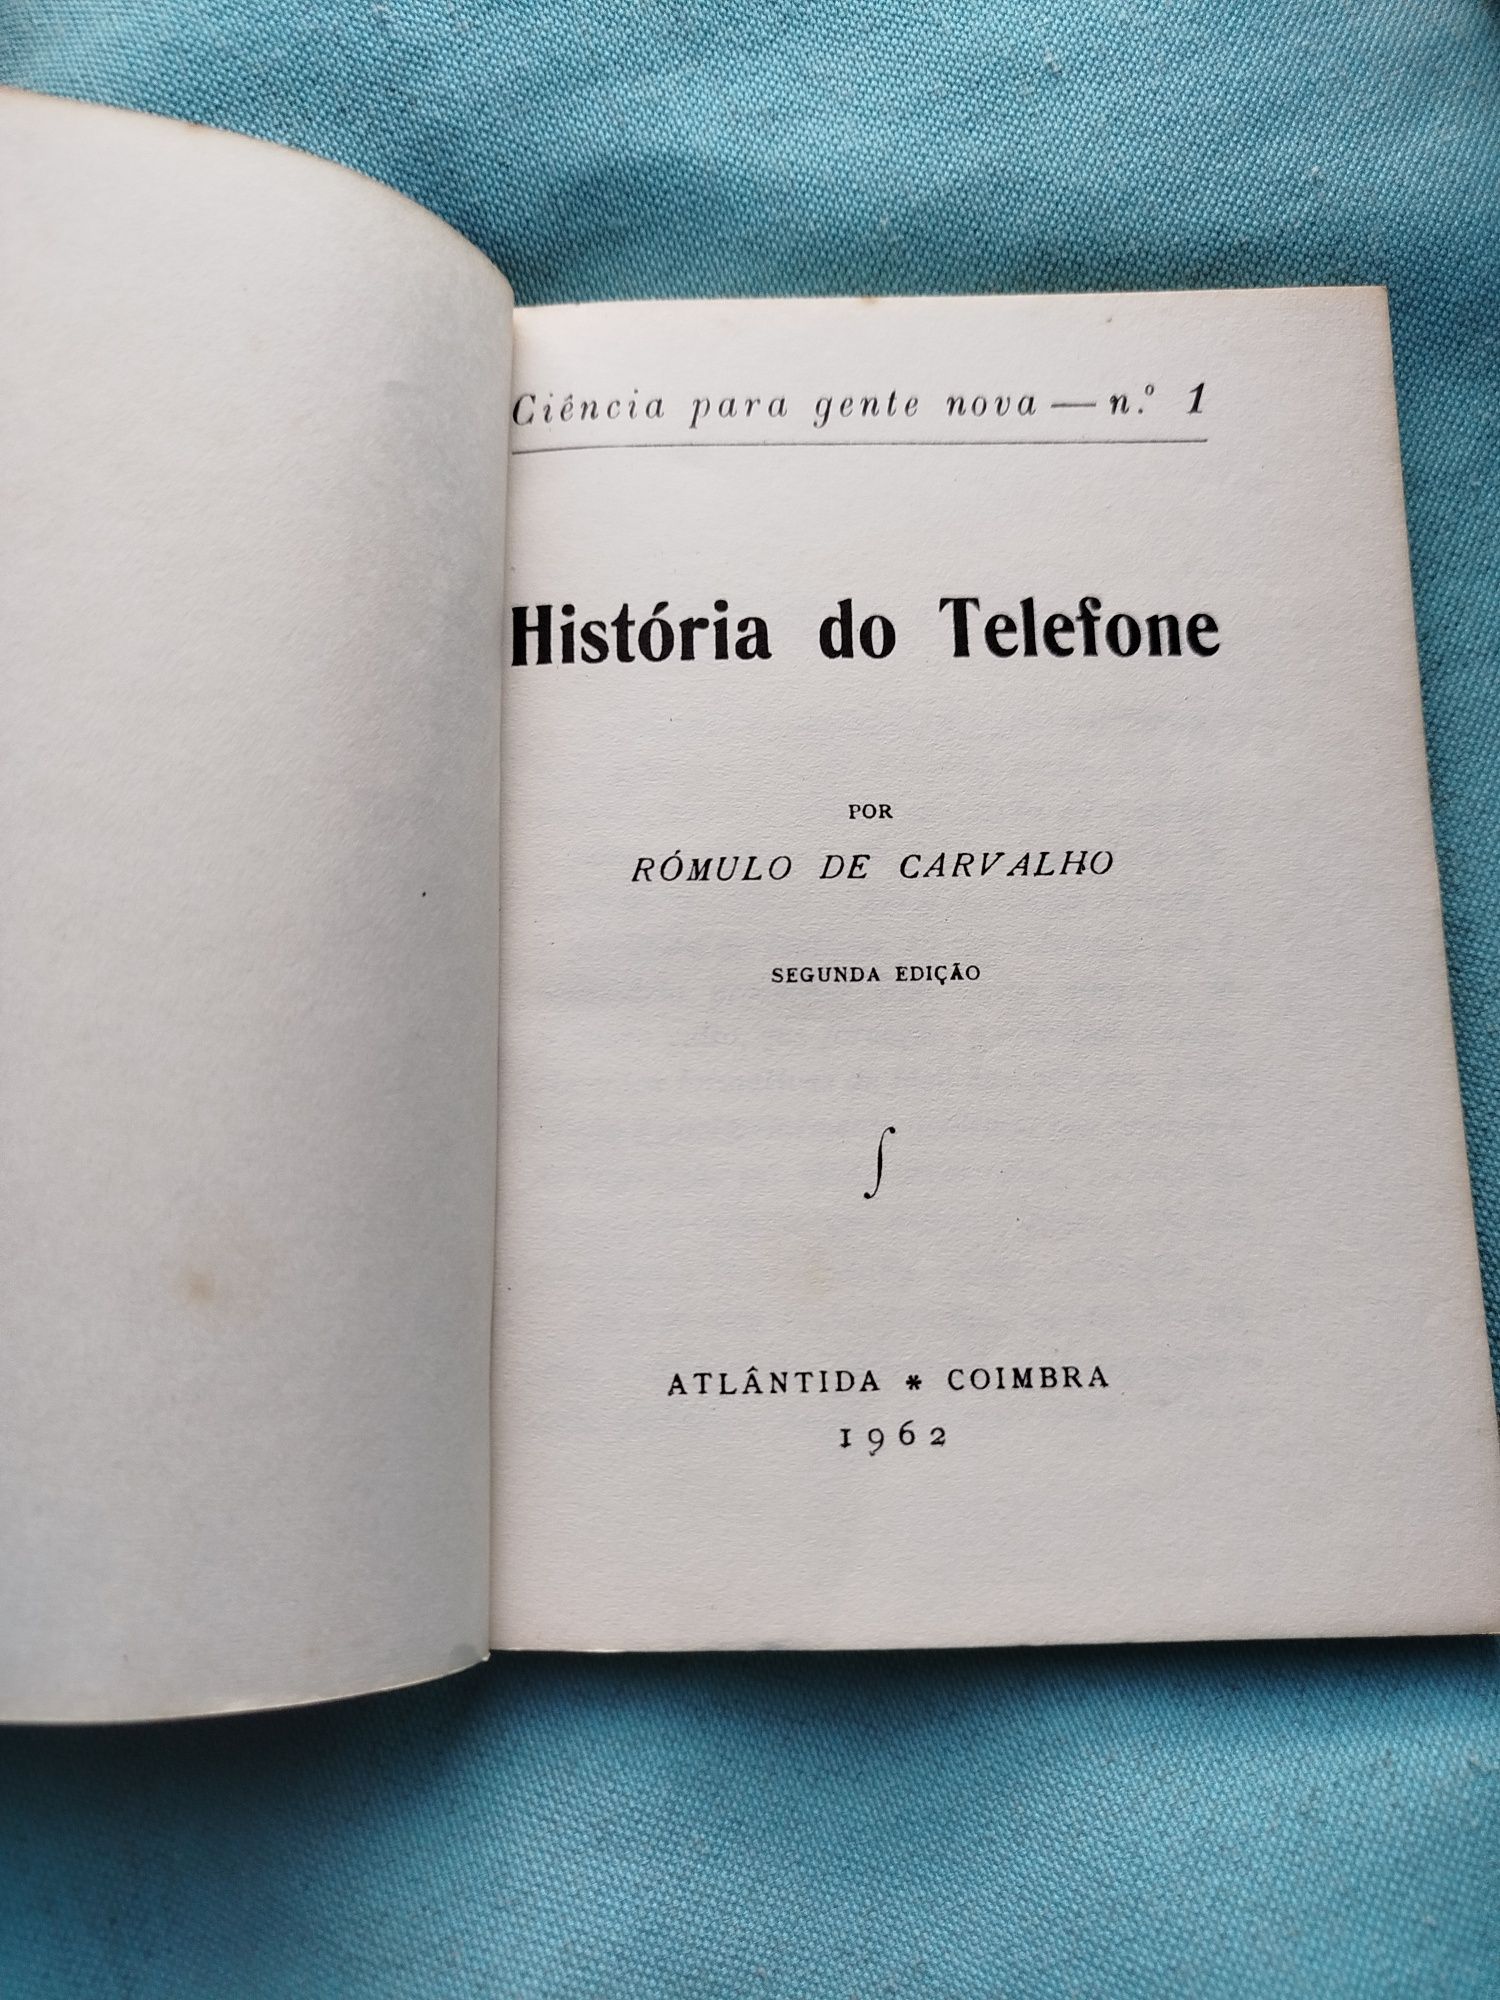 Ciência para gente nova — n.º 1
História do Telefone
POR
RÓMULO DE CARVALHO
SEGUNDA EDIÇÃO
∫
ATLÂNTIDA * COIMBRA
1962